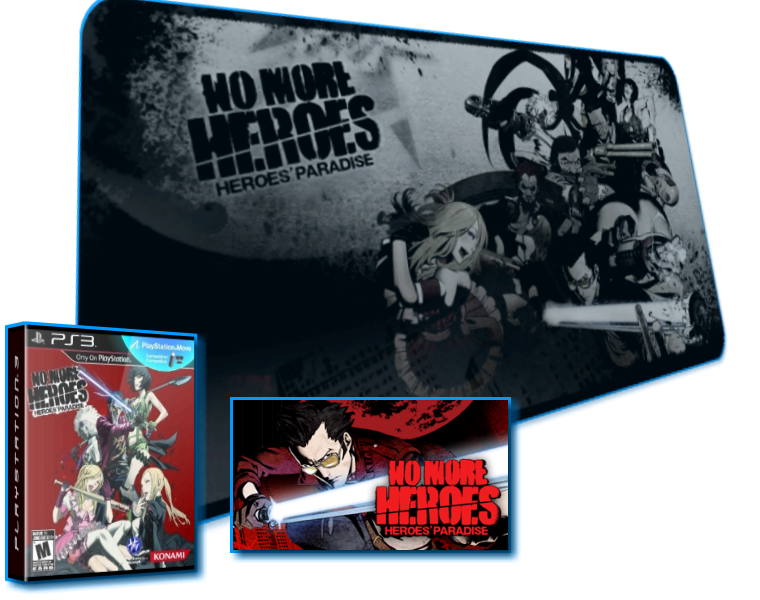 NO MORE
HEROES
HEROES' PARADISE
PS3
PlayStation.Move
Only On PlayStation.
NO MORE
HEROES
HEROES' PARADISE
PLAYSTATION.3
M
KONAMI
NO MORE
HEROES
HEROES' PARADISE